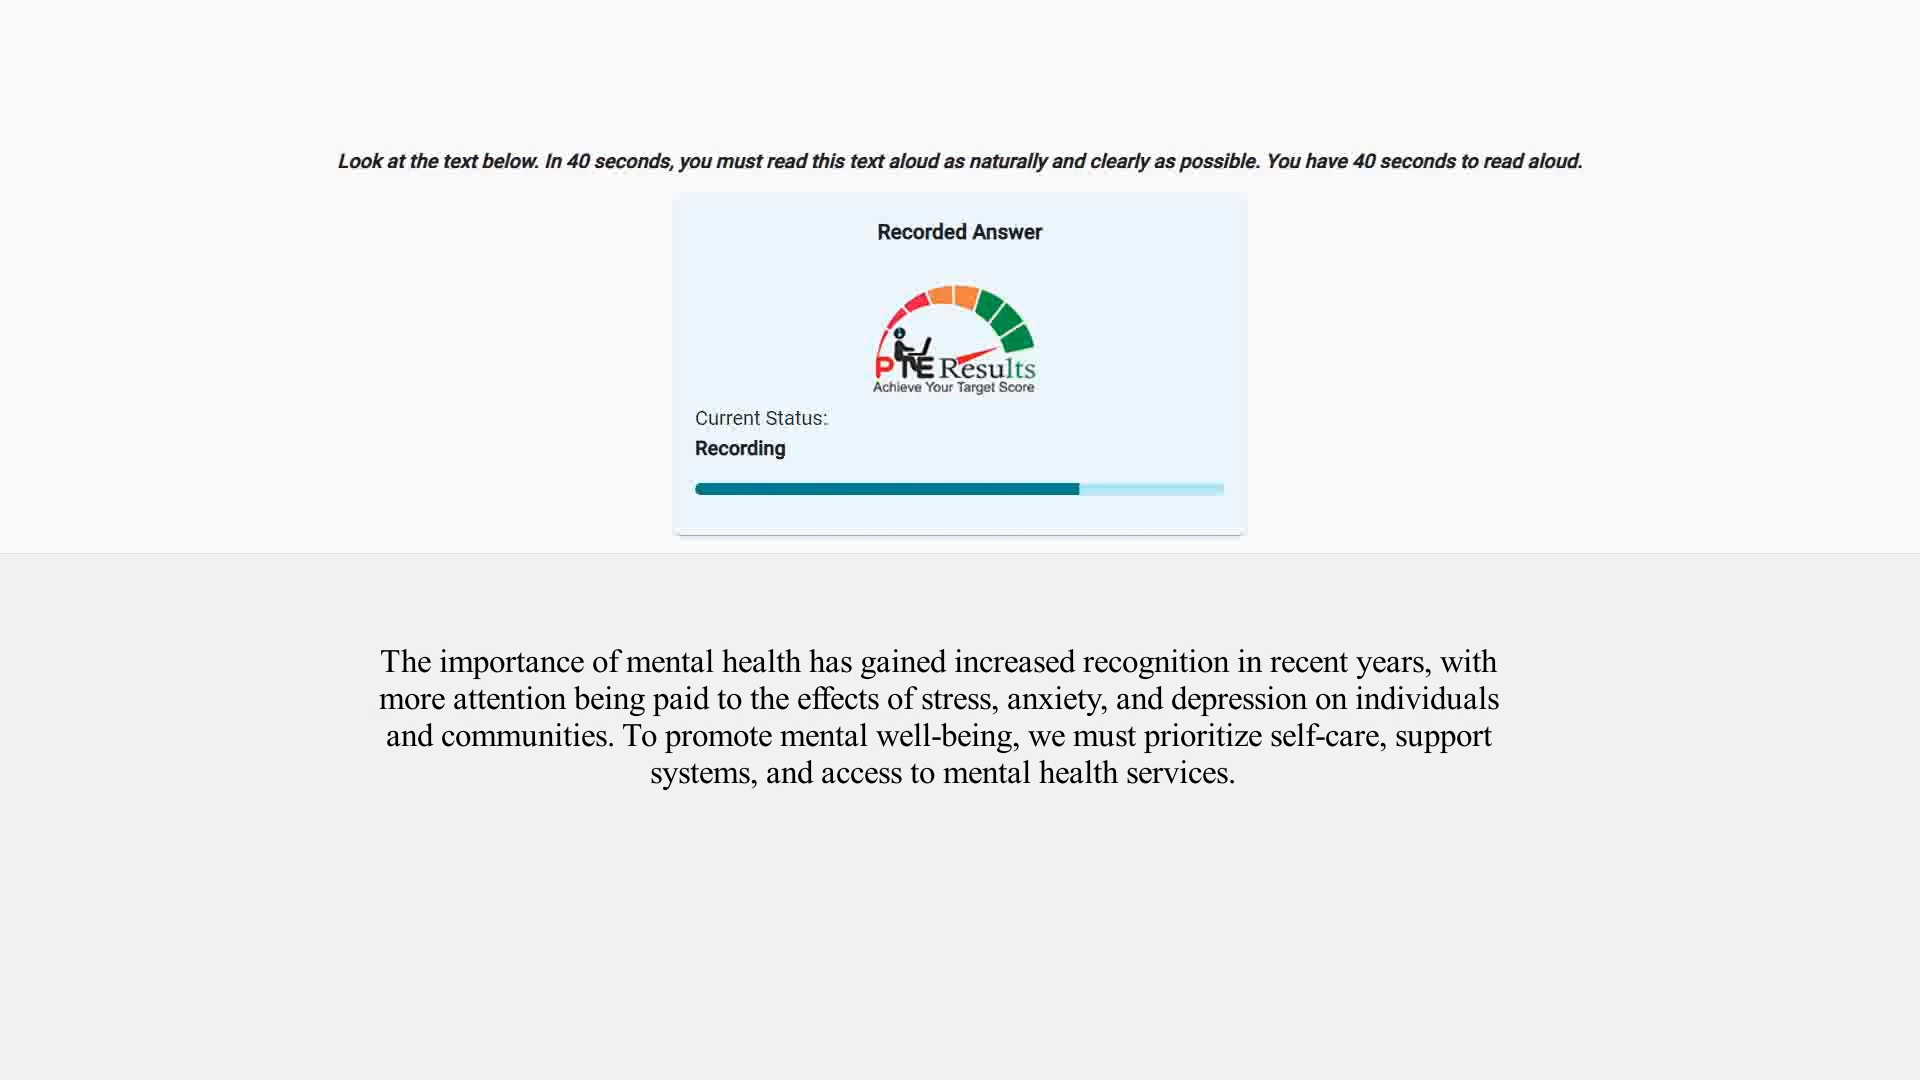 Look at the text below. In 40 seconds, you must read this text aloud as naturally and clearly as possible. You have 40 seconds to read aloud.
Recorded Answer
PTE Results
Achieve Your Target Score
Current Status:
Recording
The importance of mental health has gained increased recognition in recent years, with
more attention being paid to the effects of stress, anxiety, and depression on individuals
and communities. To promote mental well-being, we must prioritize self-care, support
systems, and access to mental health services.